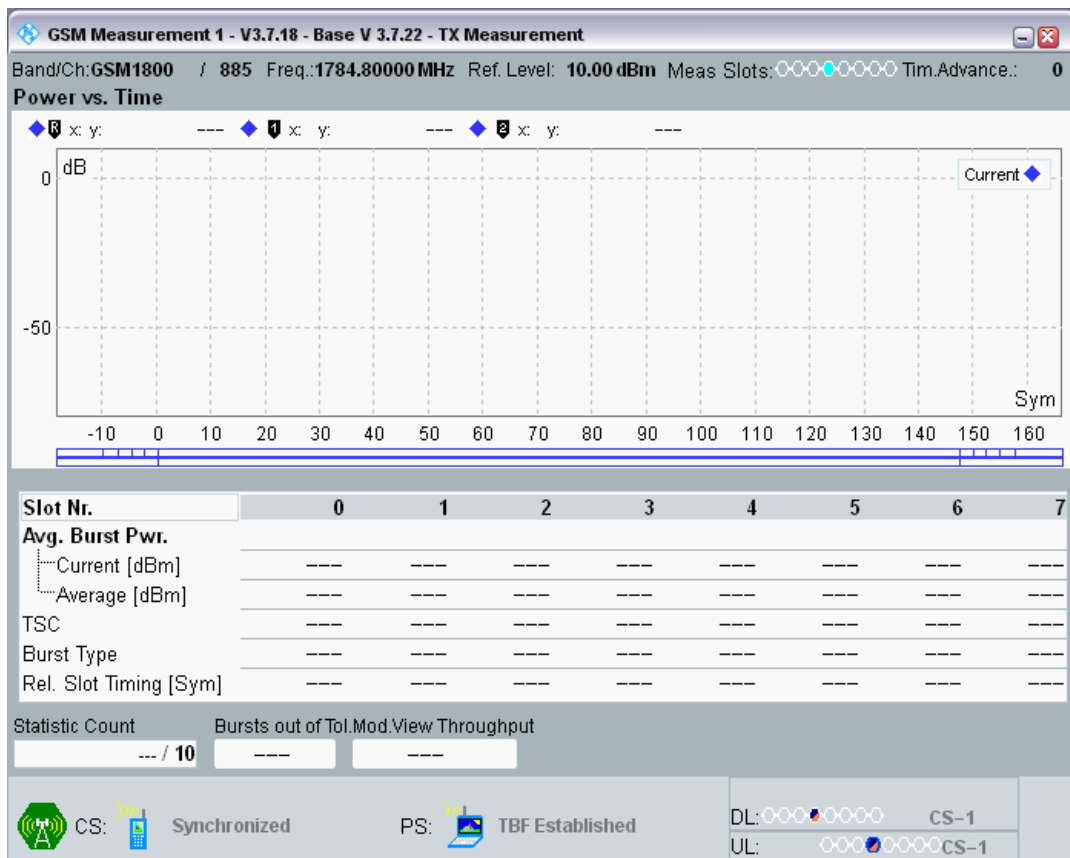 GSM Measurement 1 - V3.7.18 - Base V 3.7.22 - TX Measurement
Band/Ch:GSM1800 / 885 Freq.:1784.80000 MHz Ref. Level: 10.00 dBm Meas Slots: Tim.Advance.: 0
Power vs. Time
R x: y: --- 1 x: y: --- 2 x: y: ---
dB
Current
0
-50
Sym
-10 0 10 20 30 40 50 60 70 80 90 100 110 120 130 140 150 160
Slot Nr. 0 1 2 3 4 5 6 7
Avg. Burst Pwr.
Current [dBm] --- --- --- --- --- --- --- ---
Average [dBm] --- --- --- --- --- --- --- ---
TSC --- --- --- --- --- --- --- ---
Burst Type --- --- --- --- --- --- --- ---
Rel. Slot Timing [Sym] --- --- --- --- --- --- --- ---
Statistic Count Bursts out of Tol.Mod.View Throughput
--- / 10 --- ---
CS: Synchronized PS: TBF Established DL: CS-1
UL: CS-1